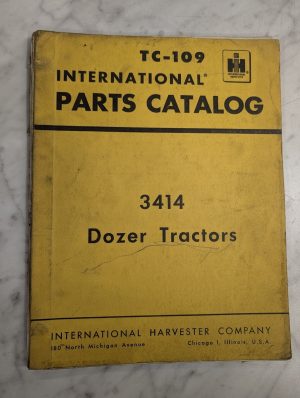 TC-109
INTERNATIONAL®
PARTS CATALOG
3414
Dozer Tractors
INTERNATIONAL HARVESTER COMPANY
180 North Michigan Avenue Chicago 1, Illinois, U.S.A.